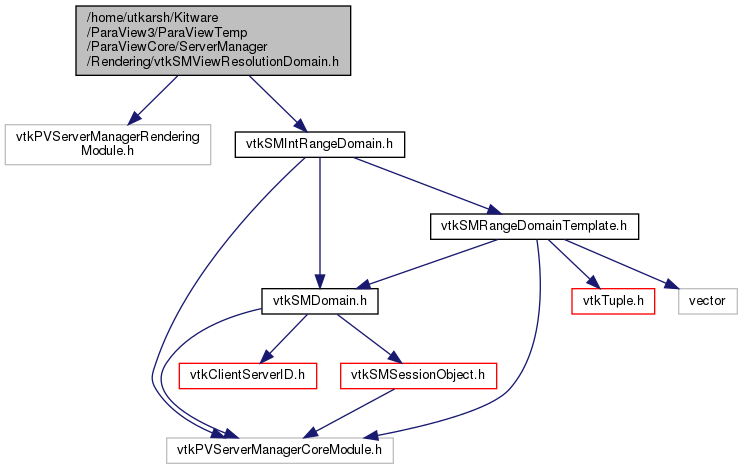 /home/utkarsh/Kitware
/ParaView3/ParaViewTemp
/ParaViewCore/ServerManager
/Rendering/vtkSMViewResolutionDomain.h
vtkPVServerManagerRendering
Module.h
vtkSMIntRangeDomain.h
vtkSMRangeDomainTemplate.h
vtkSMDomain.h
vtkTuple.h
vector
vtkClientServerID.h
vtkSMSessionObject.h
vtkPVServerManagerCoreModule.h